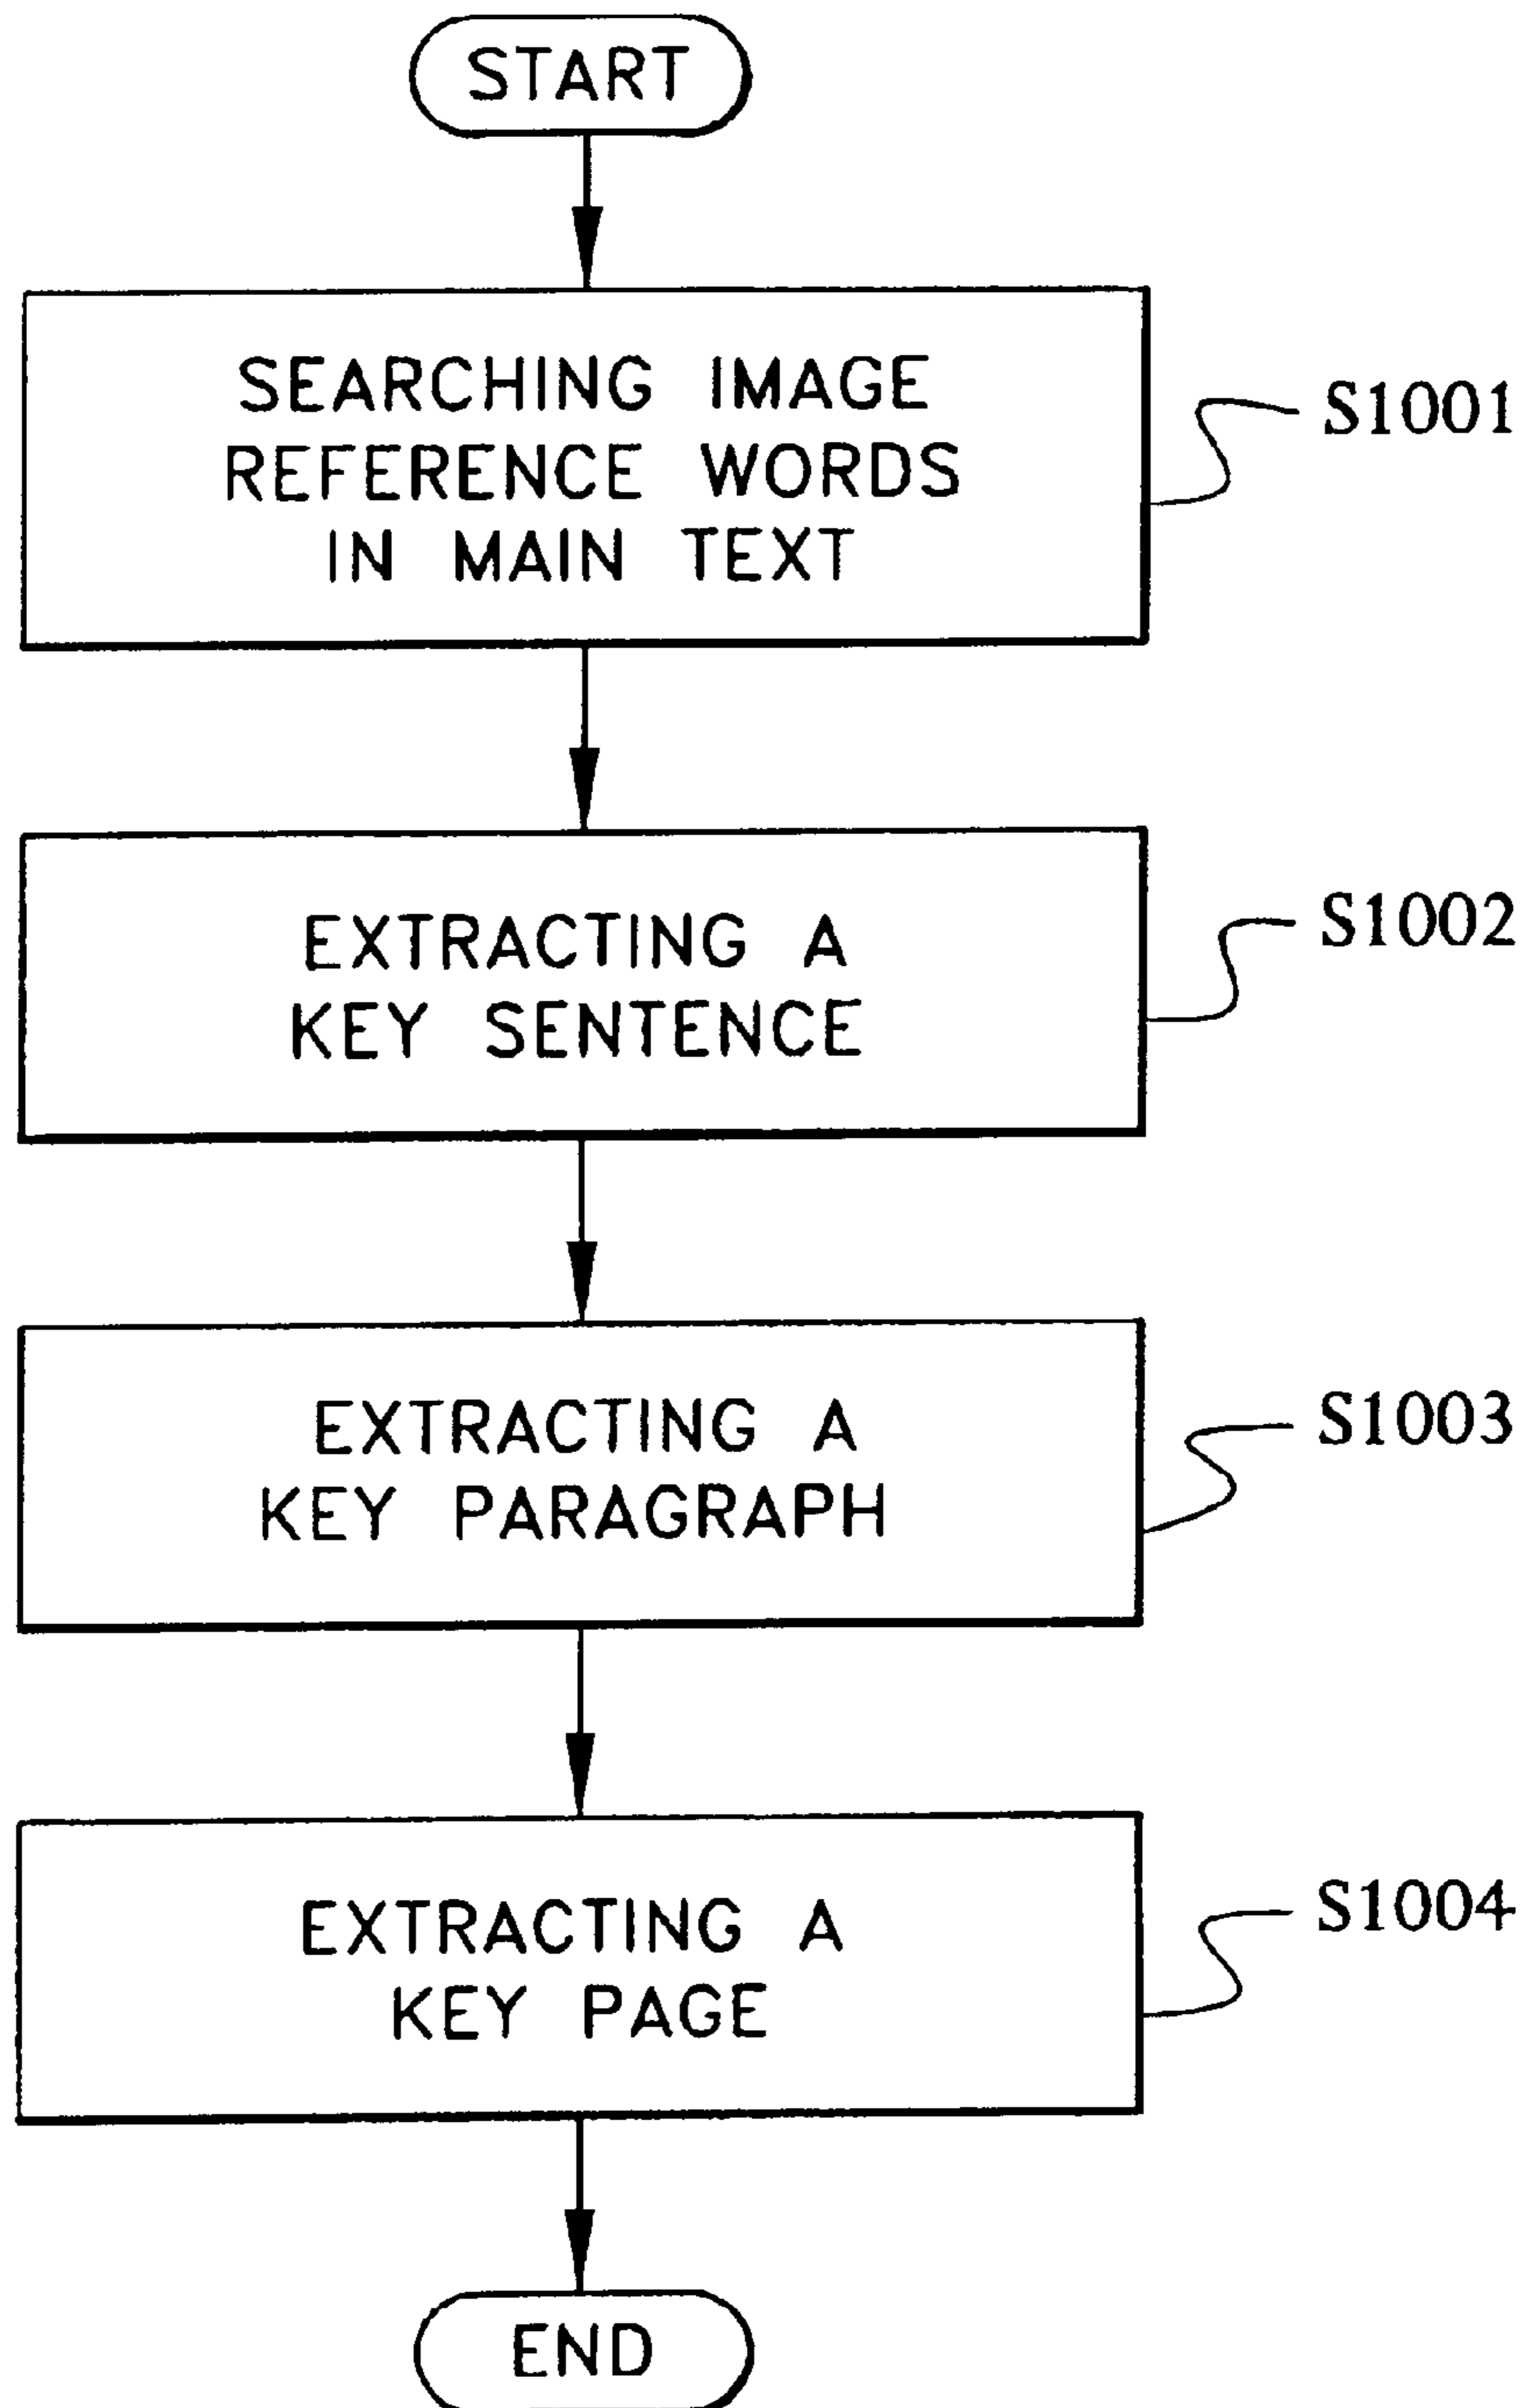 START
SEARCHING IMAGE
REFERENCE WORDS
IN MAIN TEXT
S1001
EXTRACTING A
KEY SENTENCE
S1002
EXTRACTING A
KEY PARAGRAPH
S1003
EXTRACTING A
KEY PAGE
S1004
END